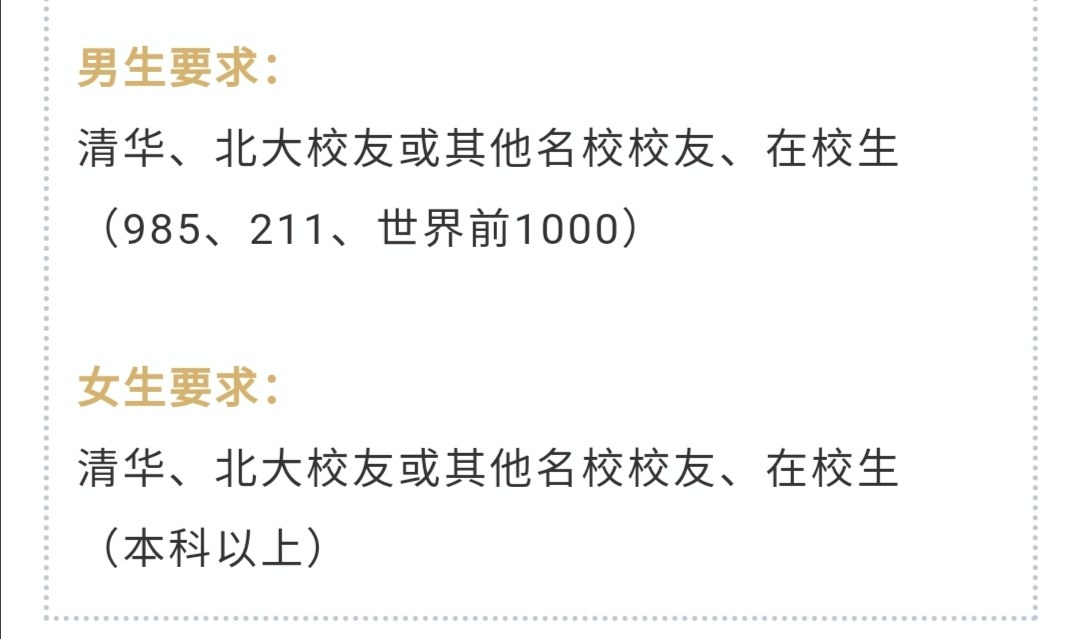 男生要求：
清华、北大校友或其他名校校友、在校生
（985、211、世界前1000）
女生要求：
清华、北大校友或其他名校校友、在校生
（本科以上）